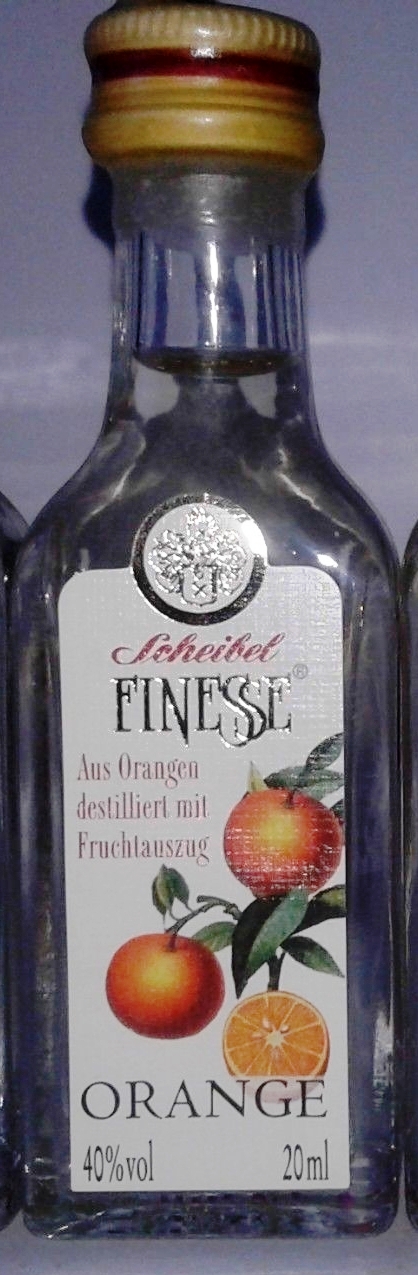 Scheibel
FINESSE®
Aus Orangen
destilliert mit
Fruchtauszug
ORANGE
40%vol 20ml